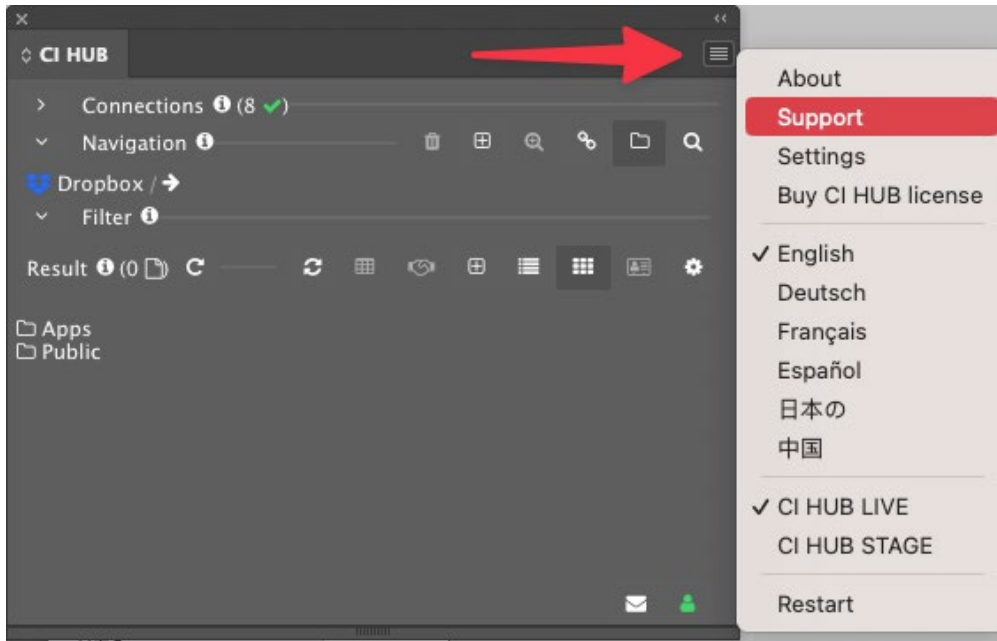 CI HUB
Connections (8 ✓)
Navigation
Dropbox /
Filter
Result (0 )
Apps
Public
About
Support
Settings
Buy CI HUB license
✓ English
Deutsch
Français
Español
日本の
中国
✓ CI HUB LIVE
CI HUB STAGE
Restart